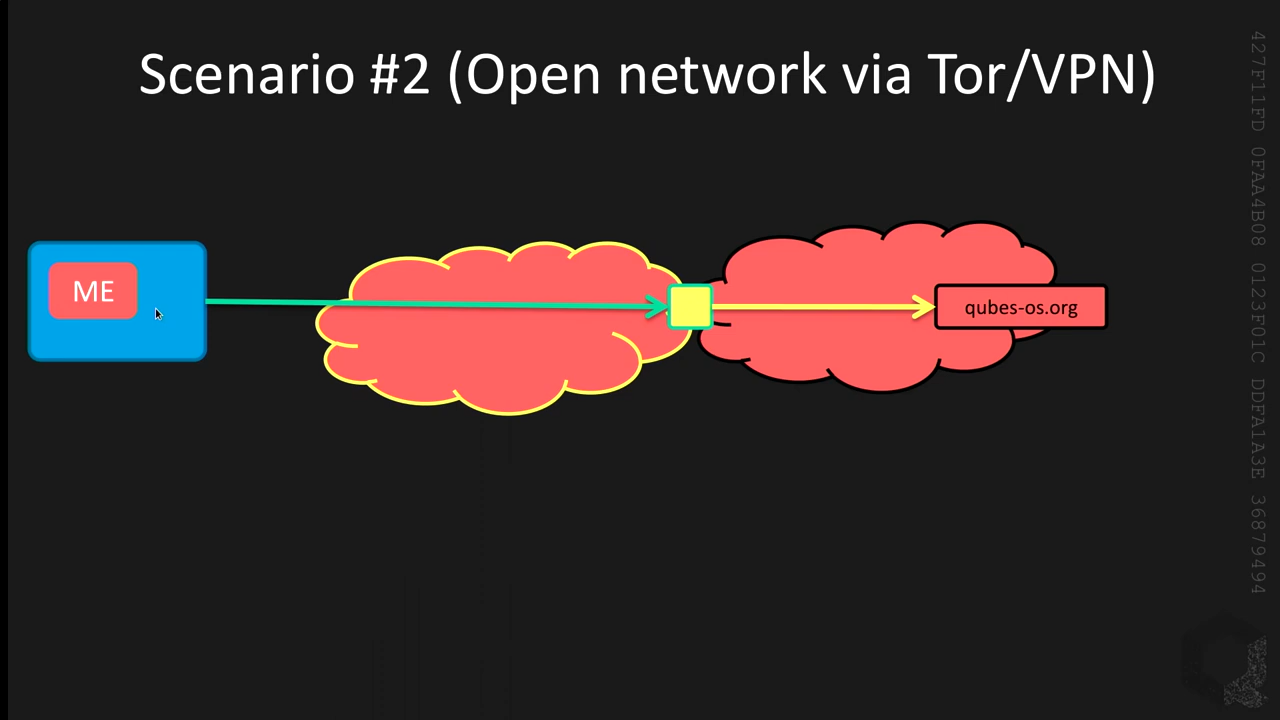 Scenario #2 (Open network via Tor/VPN)
ME
qubes-os.org
427F11FD 0FAA4B08 0123F01C DDFA1A3E 36879494